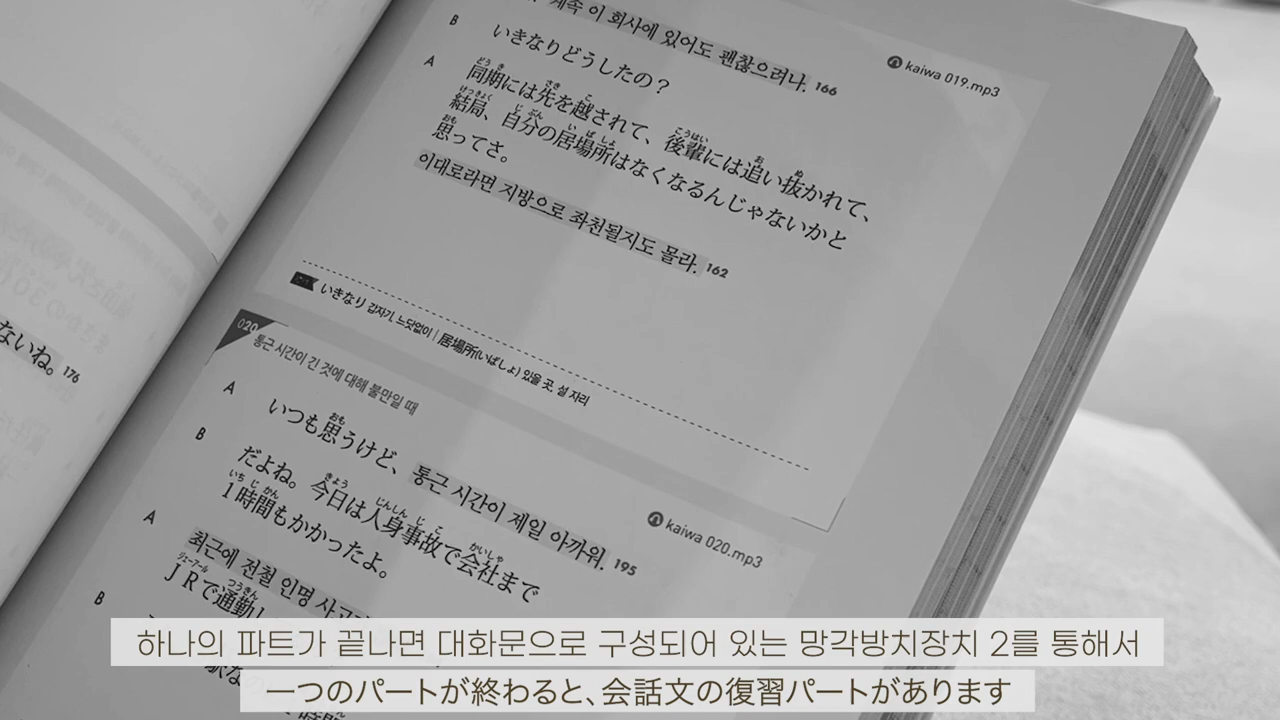 계속 이 회사에 있어도 괜찮으려나. 166
kaiwa 019.mp3
B いきなりどうしたの？
A 同期には先を越されて、後輩には追い抜かれて、
結局、自分の居場所はなくなるんじゃないかと
思ってさ。
이대로라면 지방으로 좌천될지도 몰라. 162
いきなり 갑자기, 느닷없이 | 居場所(いばしょ) 있을 곳, 설 자리
ないね。 176
020 통근 시간이 긴 것에 대해 불만일 때
kaiwa 020.mp3
A いつも思うけど、통근 시간이 제일 아까워. 195
B だよね。今日は人身事故で会社まで
1時間もかかったよ。
A 최근에 전철 인명 사고
JRで通勤し
B
하나의 파트가 끝나면 대화문으로 구성되어 있는 망각방치장치 2를 통해서
一つのパートが終わると、会話文の復習パートがあります